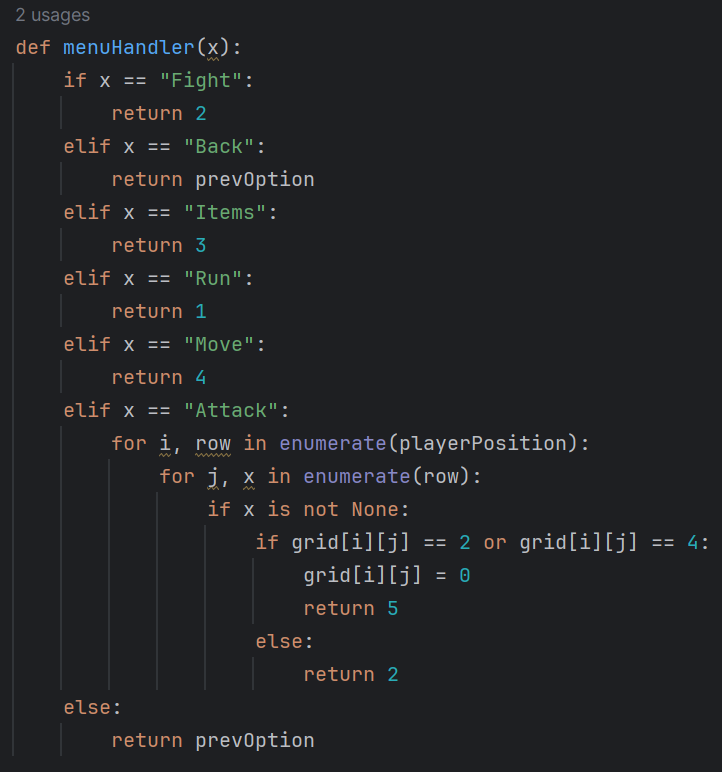 2 usages
def menuHandler(x):
    if x == "Fight":
        return 2
    elif x == "Back":
        return prevOption
    elif x == "Items":
        return 3
    elif x == "Run":
        return 1
    elif x == "Move":
        return 4
    elif x == "Attack":
        for i, row in enumerate(playerPosition):
            for j, x in enumerate(row):
                if x is not None:
                    if grid[i][j] == 2 or grid[i][j] == 4:
                        grid[i][j] = 0
                        return 5
                    else:
                        return 2
    else:
        return prevOption